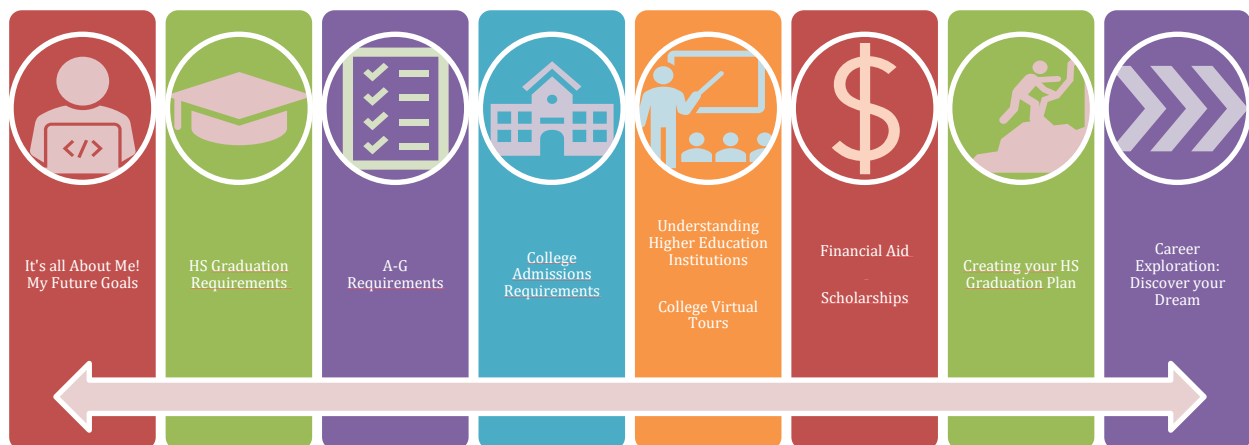 It's all About Me!
My Future Goals
HS Graduation
Requirements
A-G
Requirements
College
Admissions
Requirements
Understanding
Higher Education
Institutions
College Virtual
Tours
Financial Aid
Scholarships
Creating your HS
Graduation Plan
Career
Exploration:
Discover your
Dream